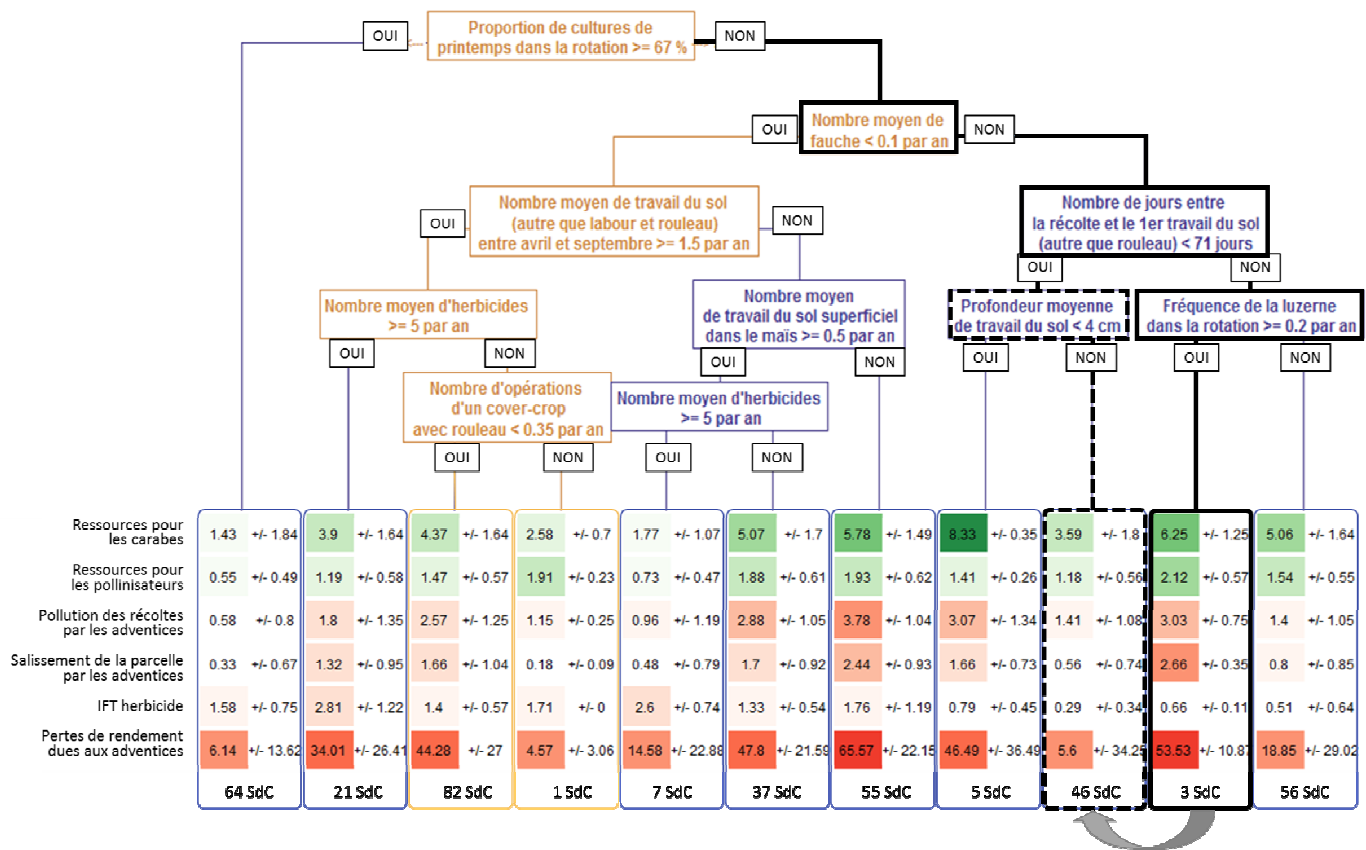 OUI
Proportion de cultures de
printemps dans la rotation >= 67 %
NON
OUI
Nombre moyen de
fauche < 0.1 par an
NON
OUI
Nombre moyen de travail du sol
(autre que labour et rouleau)
entre avril et septembre >= 1.5 par an
NON
Nombre de jours entre
la récolte et le 1er travail du sol
(autre que rouleau) < 71 jours
OUI
NON
Nombre moyen d'herbicides
>= 5 par an
Nombre moyen
de travail du sol superficiel
dans le maïs >= 0.5 par an
Profondeur moyenne
de travail du sol < 4 cm
Fréquence de la luzerne
dans la rotation >= 0.2 par an
OUI
NON
OUI
NON
OUI
NON
OUI
NON
Nombre d'opérations
d'un cover-crop
avec rouleau < 0.35 par an
Nombre moyen d'herbicides
>= 5 par an
OUI
NON
OUI
NON
Ressources pour
les carabes
1.43 +/- 1.84 3.9 +/- 1.64 4.37 +/- 1.64 2.58 +/- 0.7 1.77 +/- 1.07 5.07 +/- 1.7 5.78 +/- 1.49 8.33 +/- 0.35 3.59 +/- 1.8 6.25 +/- 1.25 5.06 +/- 1.64
Ressources pour
les pollinisateurs
0.55 +/- 0.49 1.19 +/- 0.58 1.47 +/- 0.57 1.91 +/- 0.23 0.73 +/- 0.47 1.88 +/- 0.61 1.93 +/- 0.62 1.41 +/- 0.26 1.18 +/- 0.56 2.12 +/- 0.57 1.54 +/- 0.55
Pollution des récoltes
par les adventices
0.58 +/- 0.8 1.8 +/- 1.35 2.57 +/- 1.25 1.15 +/- 0.25 0.96 +/- 1.19 2.88 +/- 1.05 3.78 +/- 1.04 3.07 +/- 1.34 1.41 +/- 1.08 3.03 +/- 0.75 1.4 +/- 1.05
Salissement de la parcelle
par les adventices
0.33 +/- 0.67 1.32 +/- 0.95 1.66 +/- 1.04 0.18 +/- 0.09 0.48 +/- 0.79 1.7 +/- 0.92 2.44 +/- 0.93 1.66 +/- 0.73 0.56 +/- 0.74 2.66 +/- 0.35 0.8 +/- 0.85
IFT herbicide
1.58 +/- 0.75 2.81 +/- 1.22 1.4 +/- 0.57 1.71 +/- 0 2.6 +/- 0.74 1.33 +/- 0.54 1.76 +/- 1.19 0.79 +/- 0.45 0.29 +/- 0.34 0.66 +/- 0.11 0.51 +/- 0.64
Pertes de rendement
dues aux adventices
6.14 +/- 13.62 34.01 +/- 26.41 44.28 +/- 27 4.57 +/- 3.06 14.58 +/- 22.88 47.8 +/- 21.59 65.57 +/- 22.15 46.49 +/- 36.49 5.6 +/- 34.25 53.53 +/- 10.87 18.85 +/- 29.02
64 SdC 21 SdC 82 SdC 1 SdC 7 SdC 37 SdC 55 SdC 5 SdC 46 SdC 3 SdC 56 SdC